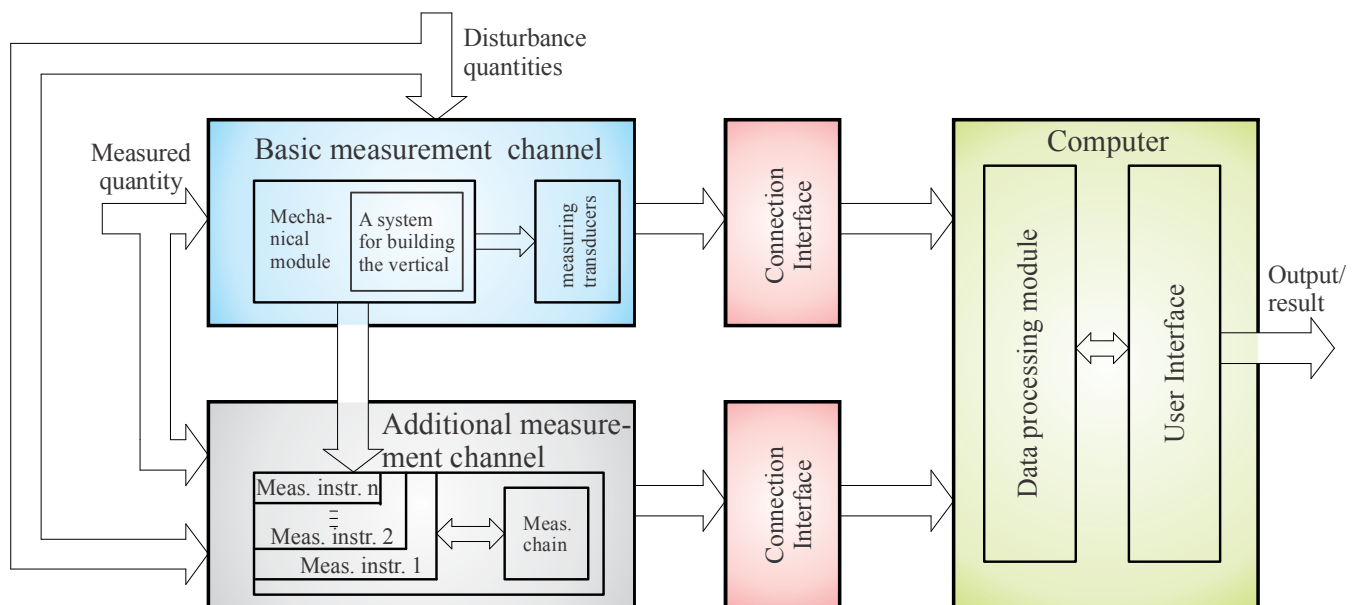 Disturbance
quantities
Measured
quantity
Basic measurement channel
Mecha-
nical
module
A system
for building
the vertical
measuring
transducers
Connection
Interface
Computer
Data processing module
User Interface
Output/
result
Additional measure-
ment channel
Meas. instr. n
Meas. instr. 2
Meas. instr. 1
Meas.
chain
Connection
Interface